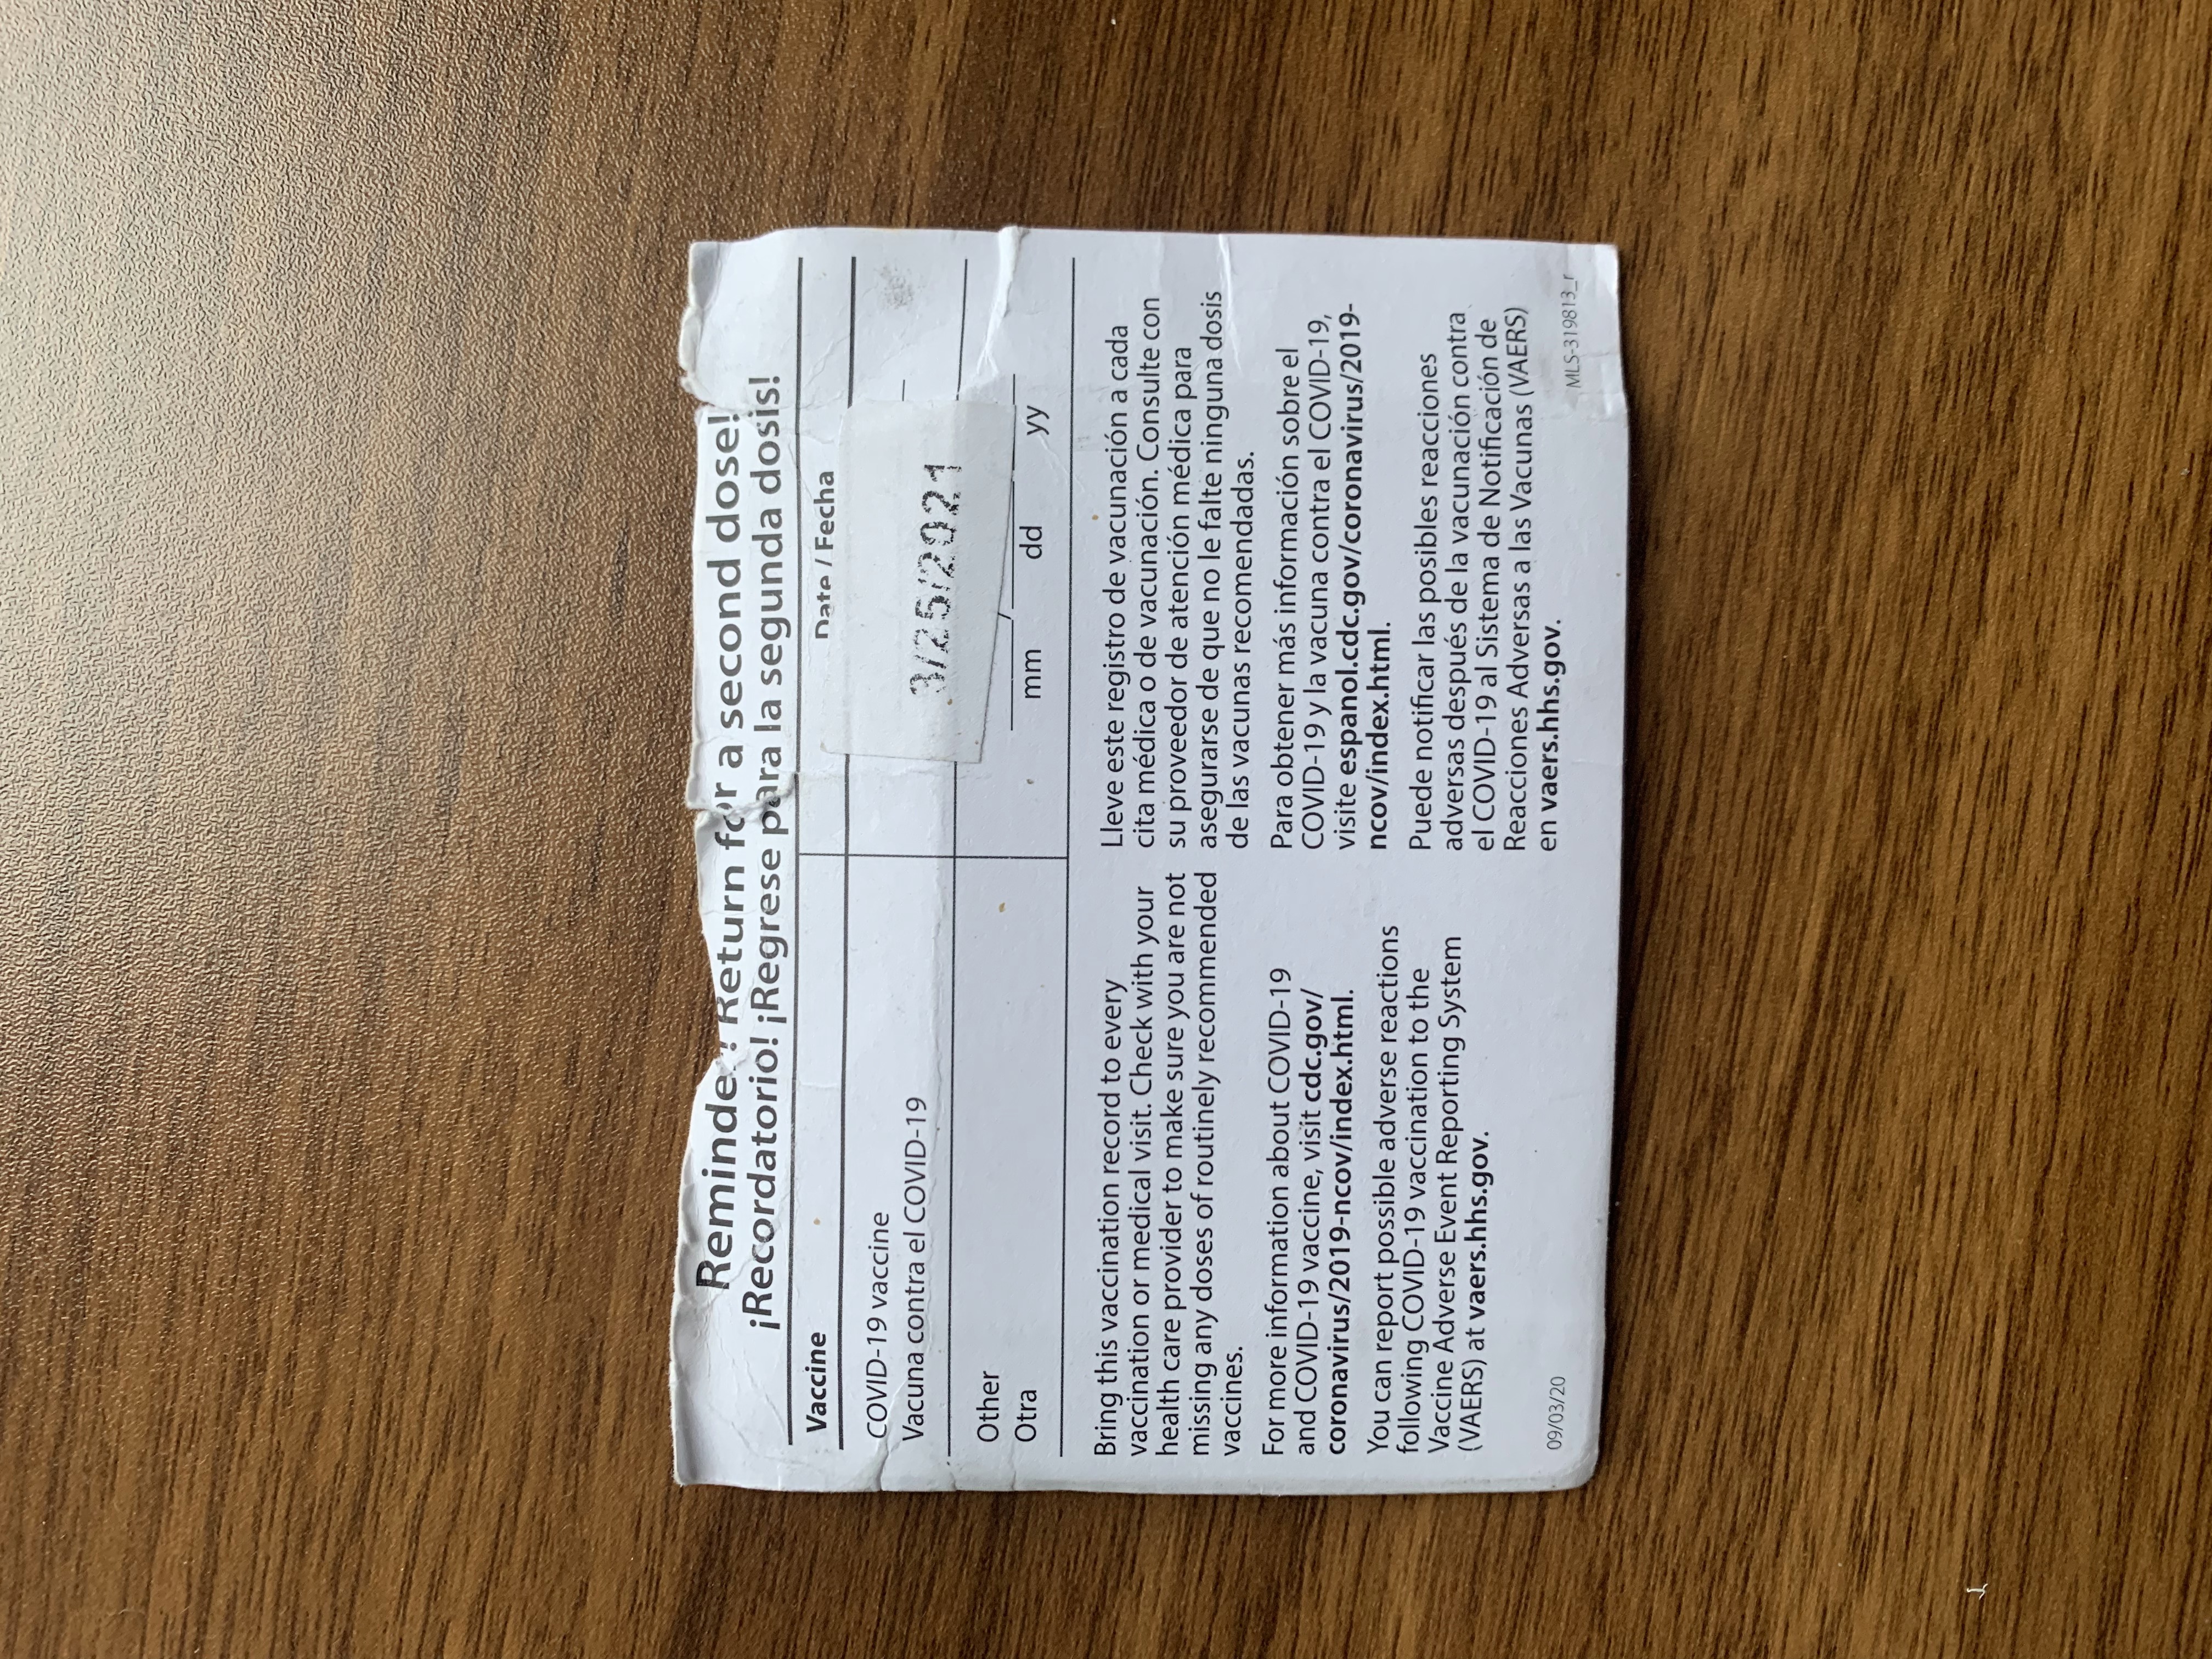 Reminder! Return for a second dose!
¡Recordatorio! ¡Regrese para la segunda dosis!
Vaccine
Date / Fecha
COVID-19 vaccine
Vacuna contra el COVID-19
3/25/2021
Other
Otra
/
mm dd yy
Bring this vaccination record to every
vaccination or medical visit. Check with your
health care provider to make sure you are not
missing any doses of routinely recommended
vaccines.
For more information about COVID-19
and COVID-19 vaccine, visit cdc.gov/
coronavirus/2019-ncov/index.html.
You can report possible adverse reactions
following COVID-19 vaccination to the
Vaccine Adverse Event Reporting System
(VAERS) at vaers.hhs.gov.
09/03/20
Lleve este registro de vacunación a cada
cita médica o de vacunación. Consulte con
su proveedor de atención médica para
asegurarse de que no le falte ninguna dosis
de las vacunas recomendadas.
Para obtener más información sobre el
COVID-19 y la vacuna contra el COVID-19,
visite espanol.cdc.gov/coronavirus/2019-
ncov/index.html.
Puede notificar las posibles reacciones
adversas después de la vacunación contra
el COVID-19 al Sistema de Notificación de
Reacciones Adversas a las Vacunas (VAERS)
en vaers.hhs.gov.
MLS-319813_r